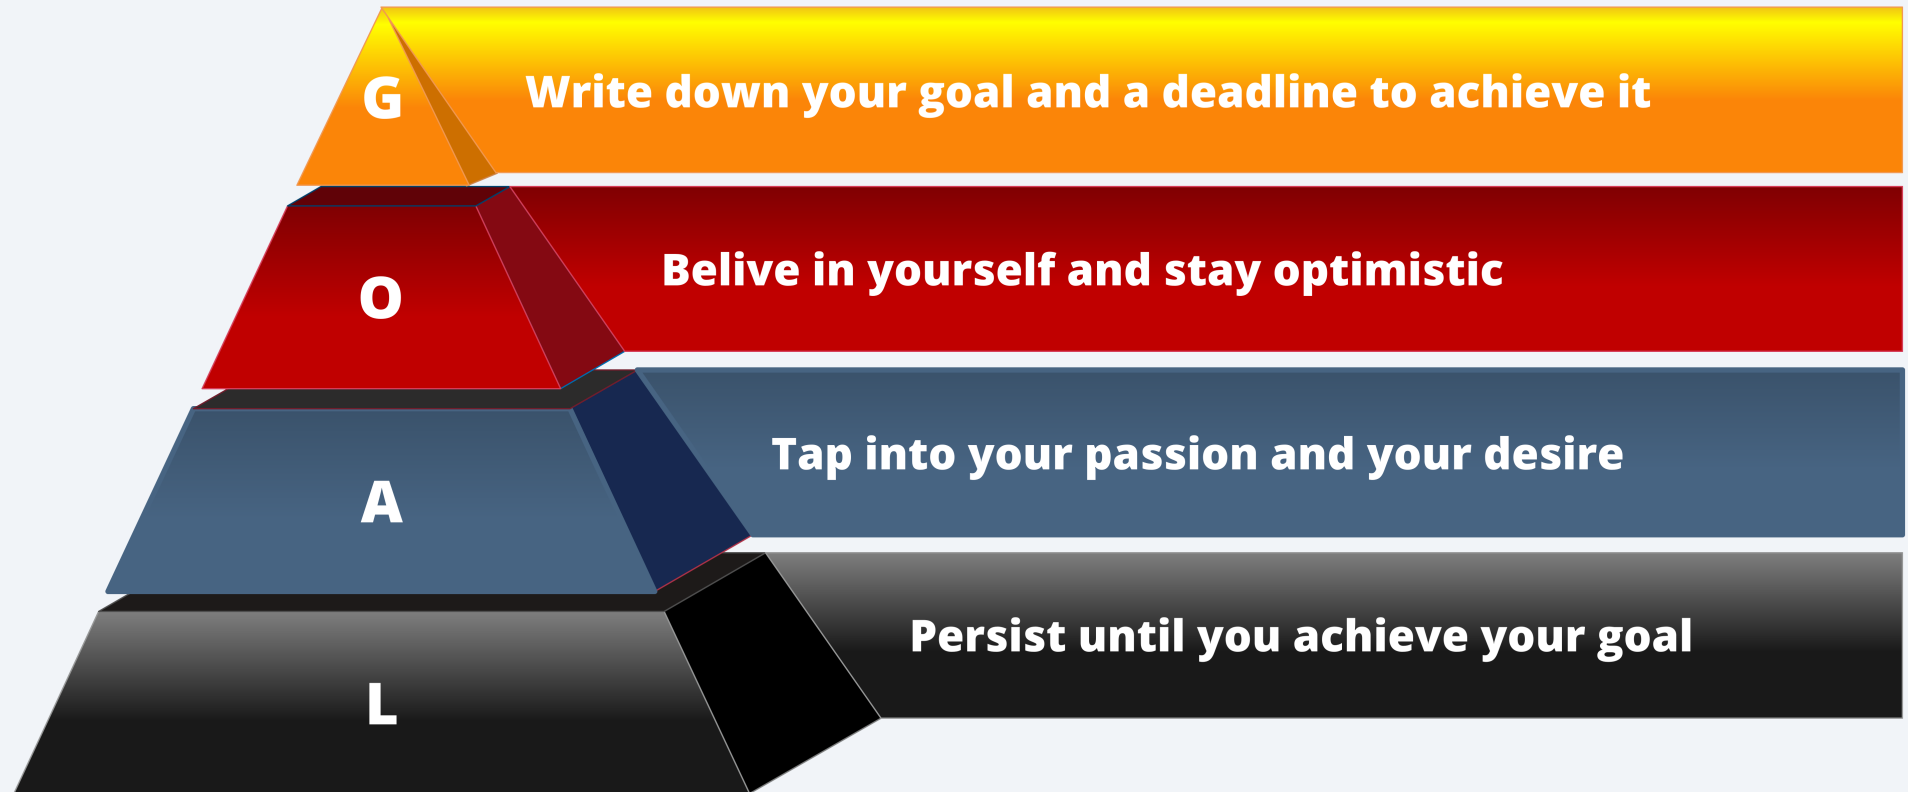 G
Write down your goal and a deadline to achieve it
O
Belive in yourself and stay optimistic
A
Tap into your passion and your desire
L
Persist until you achieve your goal